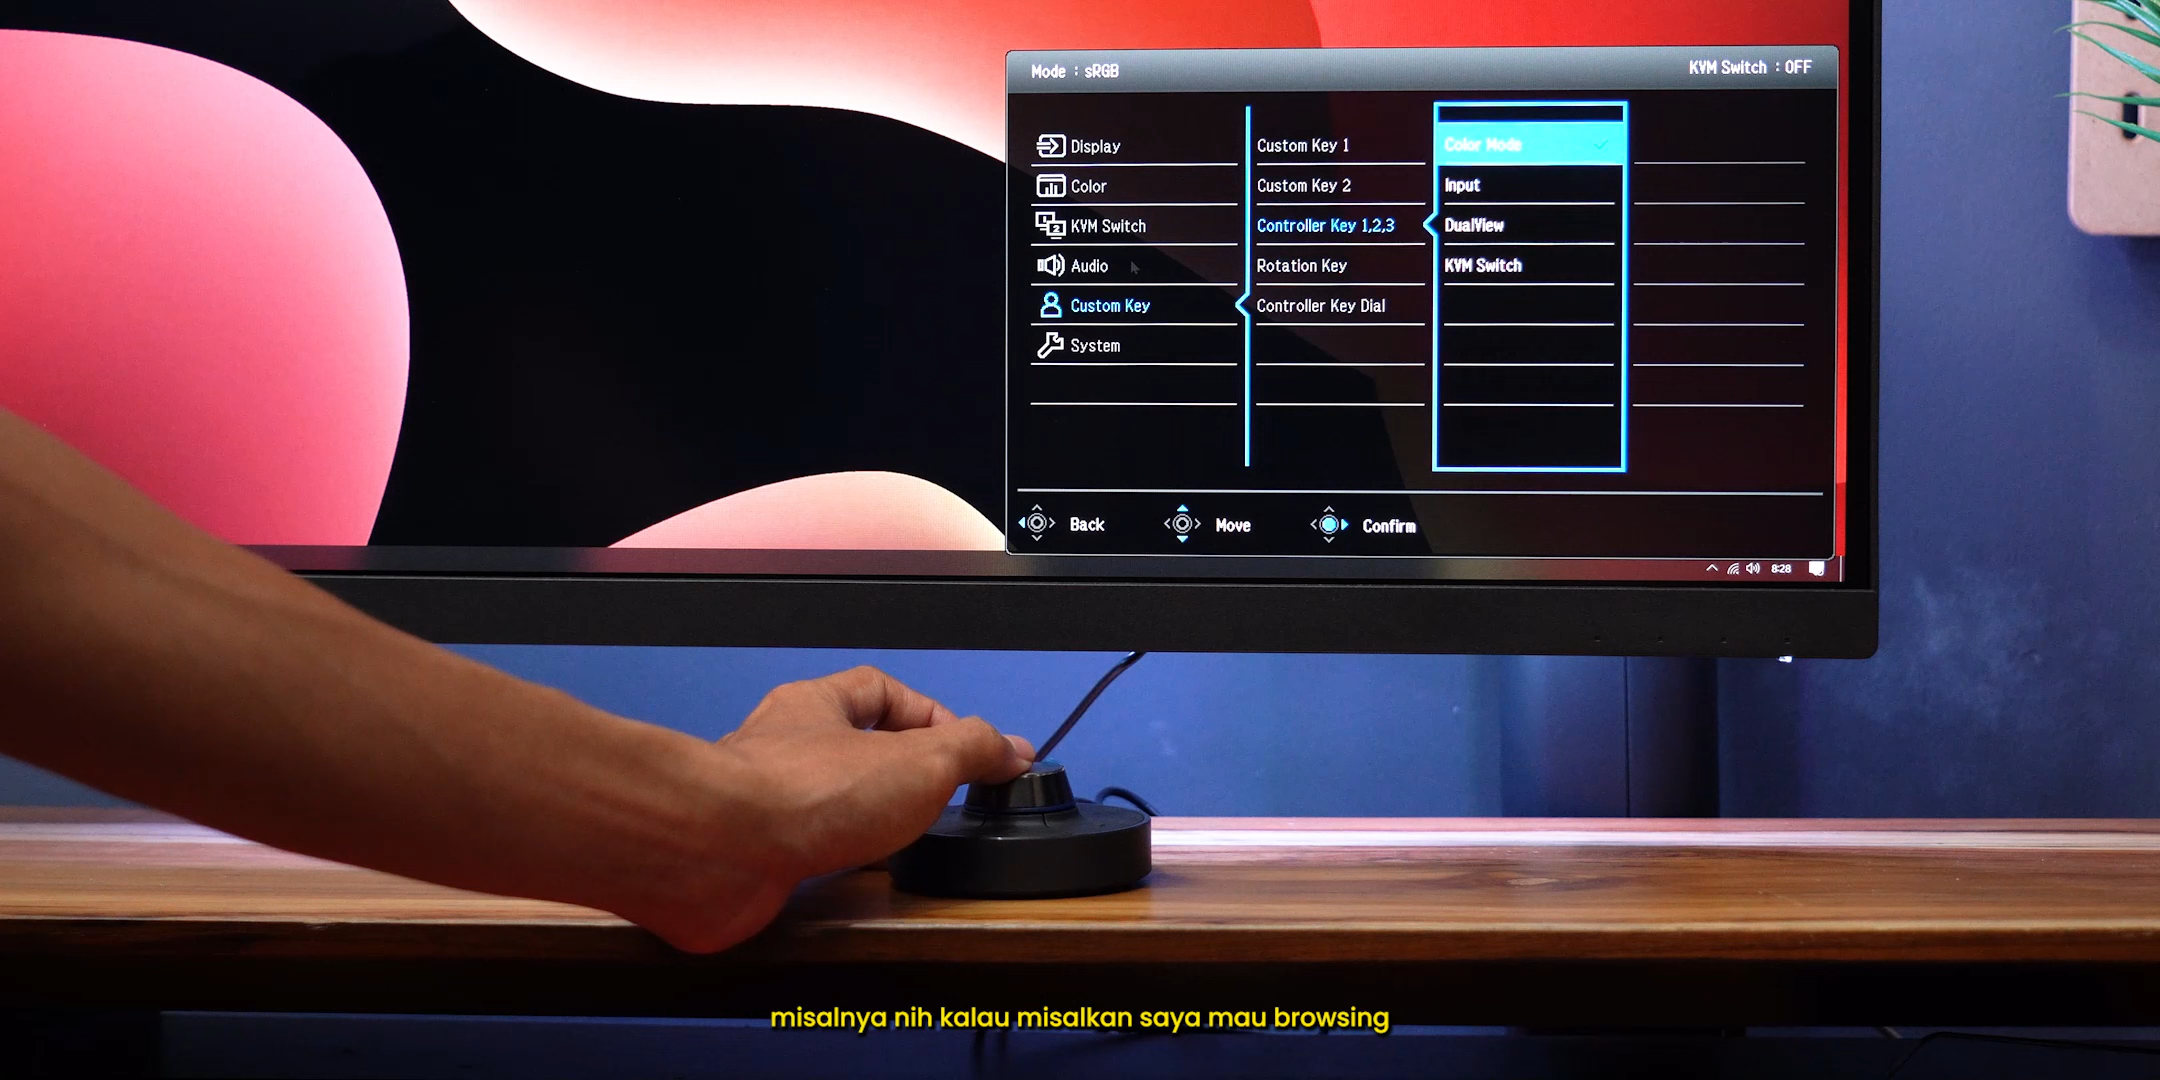 Mode : sRGB
KVM Switch : OFF
Display
Color
KVM Switch
Audio
Custom Key
System
Custom Key 1
Custom Key 2
Controller Key 1,2,3
Rotation Key
Controller Key Dial
Color Mode
Input
DualView
KVM Switch
Back
Move
Confirm
8:28
misalnya nih kalau misalkan saya mau browsing